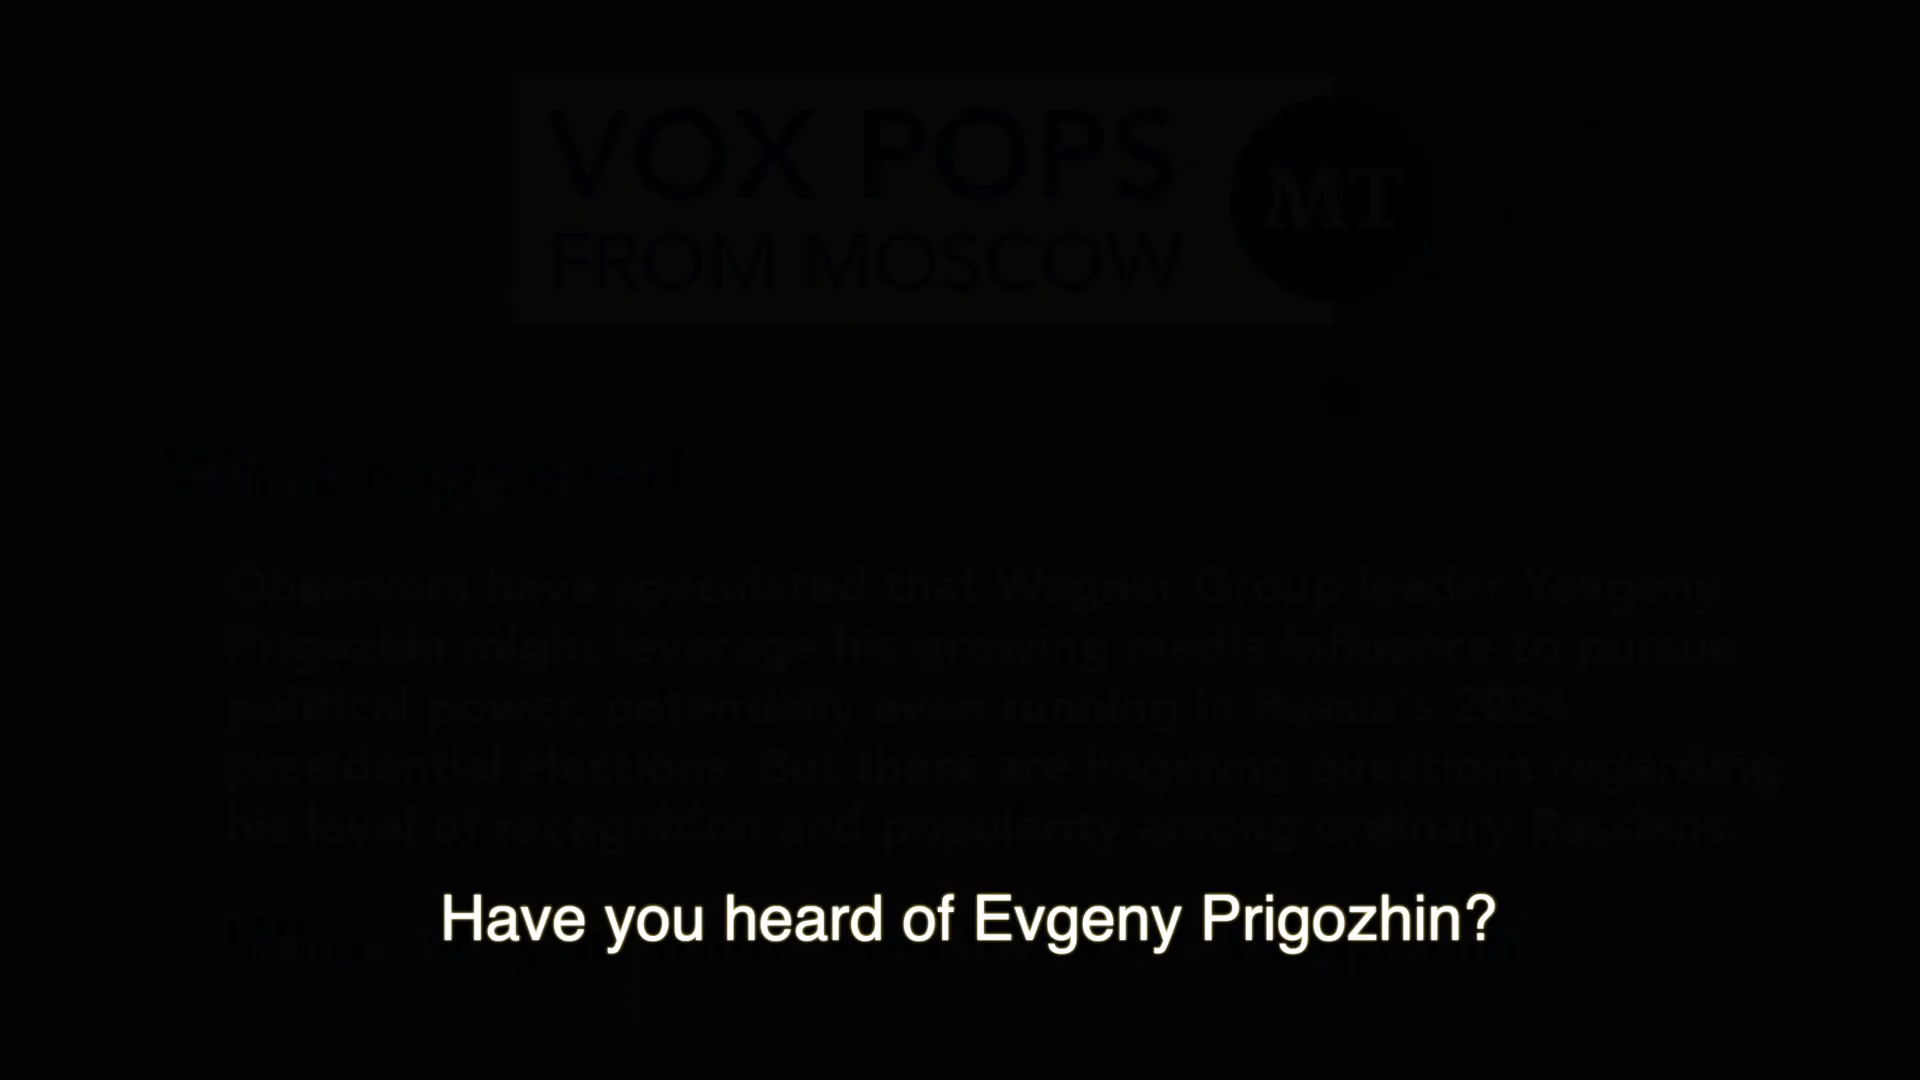 VOX POPS
FROM MOSCOW
MT
What happened:
Observers have speculated that Wagner Group leader Yevgeny
Prigozhin might leverage his growing media influence to pursue
political power, potentially even running in Russia's 2024
presidential elections. But there are lingering questions regarding
his level of recognition and popularity among ordinary Russians.
What
Have you heard of Evgeny Prigozhin?